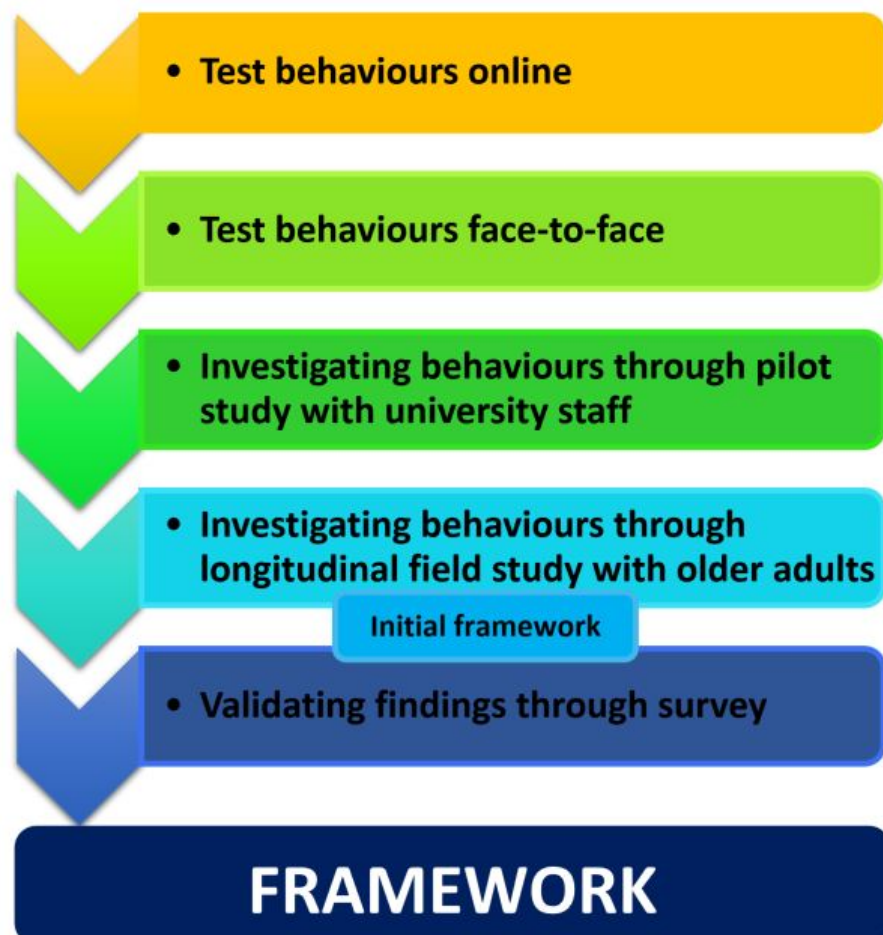 • Test behaviours online
• Test behaviours face-to-face
• Investigating behaviours through pilot
study with university staff
• Investigating behaviours through
longitudinal field study with older adults
Initial framework
• Validating findings through survey
FRAMEWORK